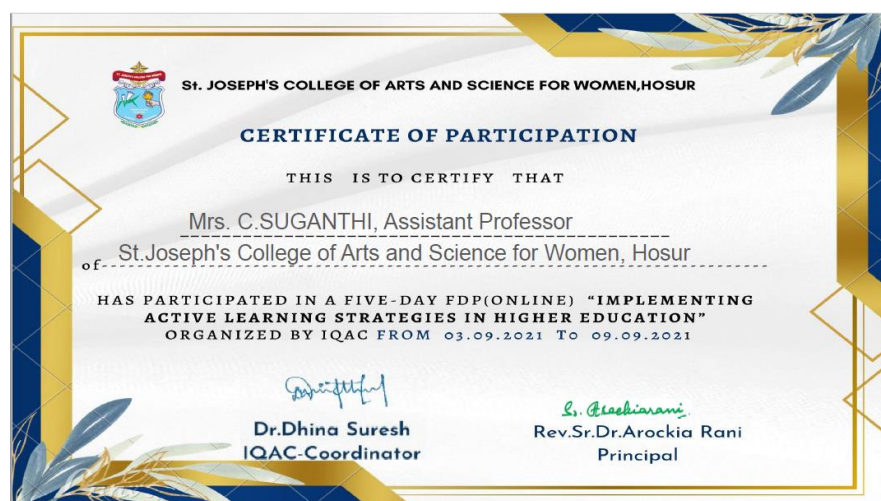 St. JOSEPH'S COLLEGE OF ARTS AND SCIENCE FOR WOMEN,HOSUR
CERTIFICATE OF PARTICIPATION
THIS IS TO CERTIFY THAT
Mrs. C.SUGANTHI, Assistant Professor
of St.Joseph's College of Arts and Science for Women, Hosur
HAS PARTICIPATED IN A FIVE-DAY FDP(ONLINE) "IMPLEMENTING
ACTIVE LEARNING STRATEGIES IN HIGHER EDUCATION"
ORGANIZED BY IQAC FROM 03.09.2021 To 09.09.2021
Dr.Dhina Suresh
IQAC-Coordinator
Rev.Sr.Dr.Arockia Rani
Principal